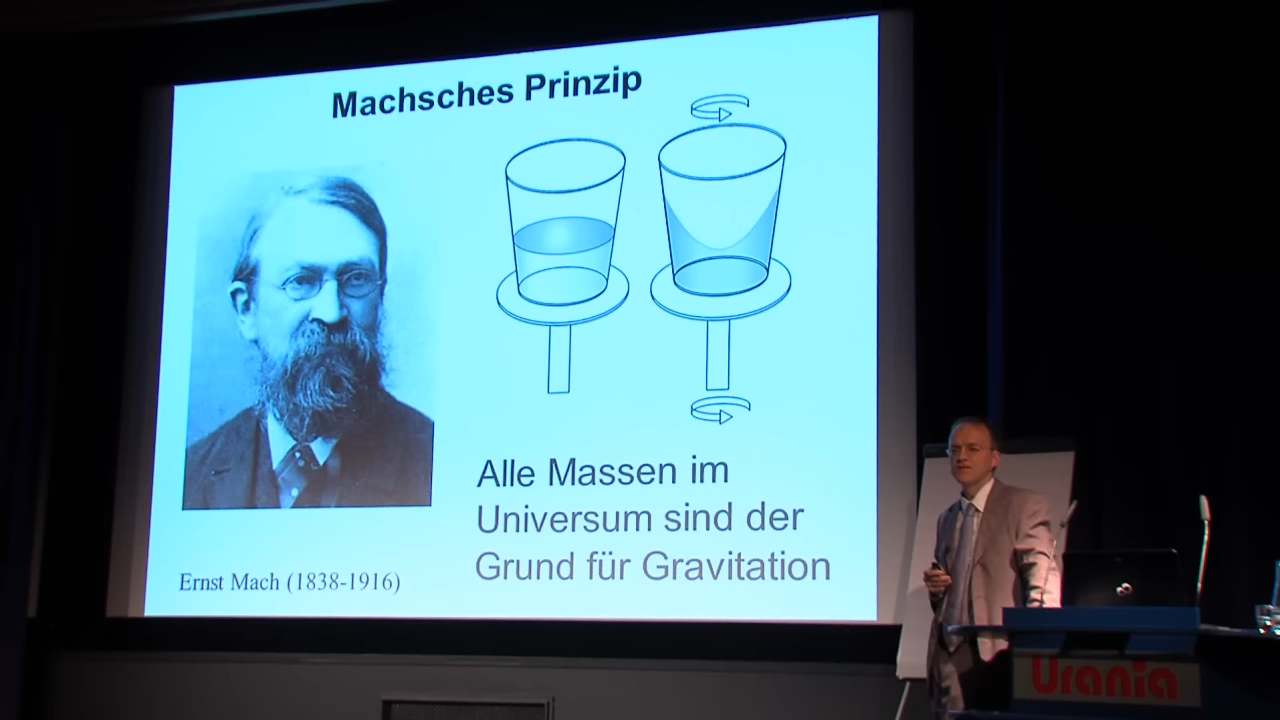 Machsches Prinzip
Alle Massen im
Universum sind der
Grund für Gravitation
Ernst Mach (1838-1916)
Urania